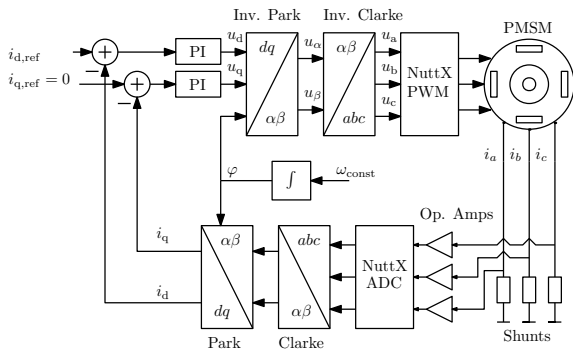 Inv. Park Inv. Clarke PMSM
i_d,ref
i_q,ref = 0
PI
PI
u_d
u_q
dq
αβ
u_α
u_β
αβ
abc
u_a
u_b
u_c
NuttX
PWM
i_a i_b i_c
φ
∫
ω_const
Op. Amps
i_q
i_d
αβ
dq
abc
αβ
NuttX
ADC
Park Clarke
Shunts